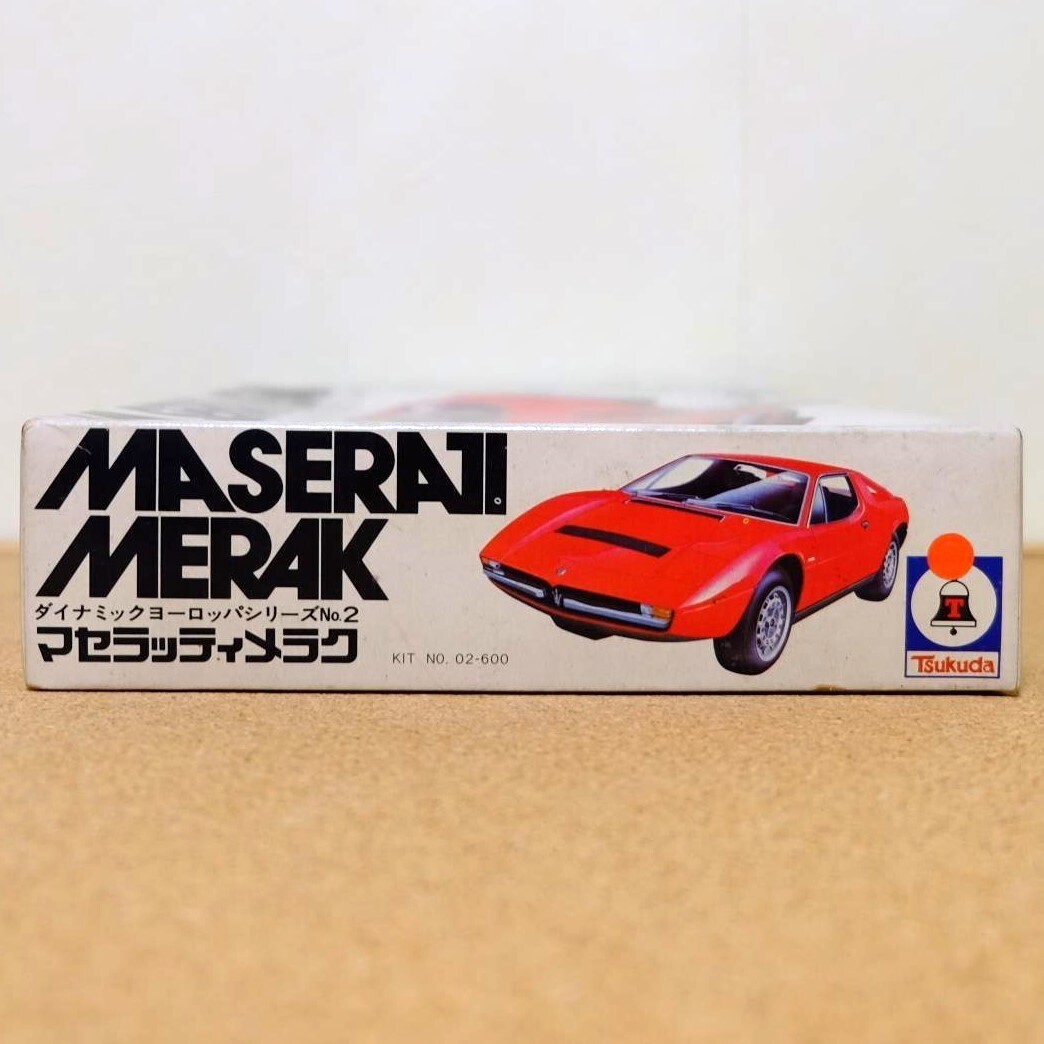 MASERATI
MERAK
ダイナミックヨーロッパシリーズNo.2
マセラッティメラク
KIT NO. 02-600
T
Tsukuda